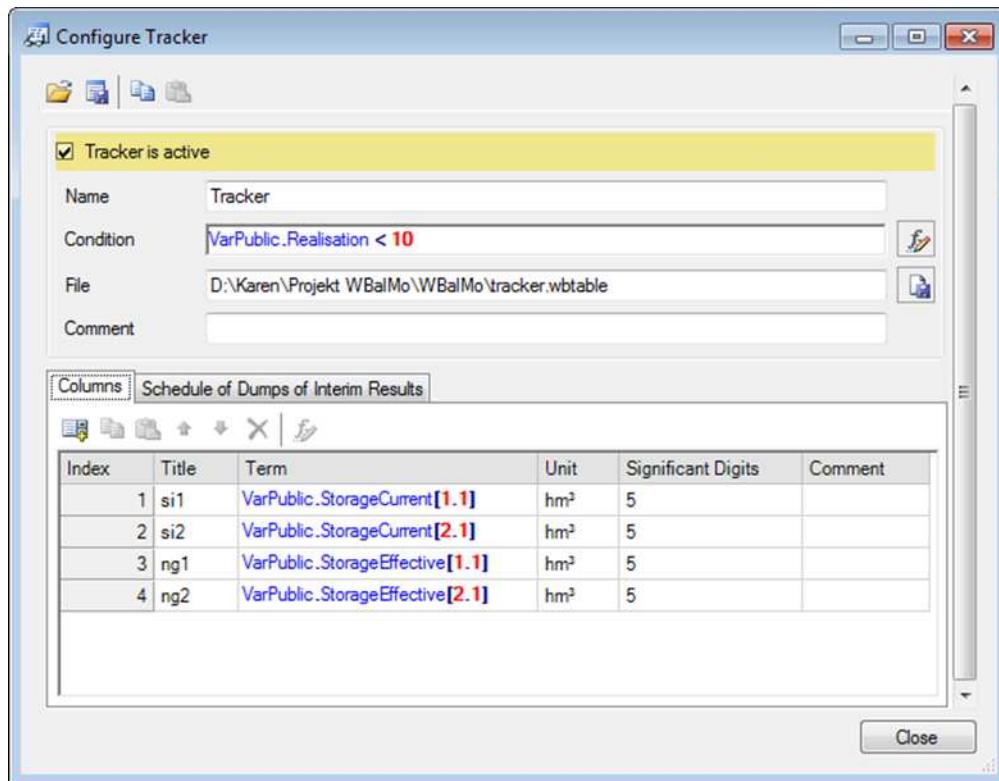 Configure Tracker
Tracker is active
Name Tracker
Condition VarPublic.Realisation < 10
File D:\Karen\Projekt WBalMo\WBalMo\tracker.wbtable
Comment
Columns Schedule of Dumps of Interim Results
Index Title Term Unit Significant Digits Comment
1 si1 VarPublic.StorageCurrent[1.1] hm³ 5
2 si2 VarPublic.StorageCurrent[2.1] hm³ 5
3 ng1 VarPublic.StorageEffective[1.1] hm³ 5
4 ng2 VarPublic.StorageEffective[2.1] hm³ 5
Close